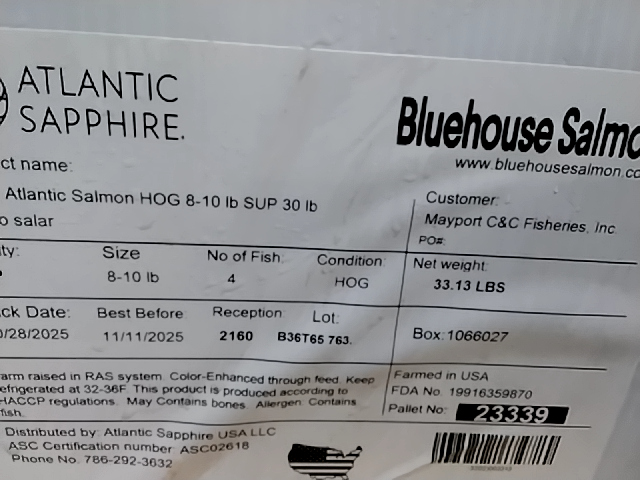 ATLANTIC
SAPPHIRE.
Bluehouse Salmo
www.bluehousesalmon.co
ct name:
Atlantic Salmon HOG 8-10 lb SUP 30 lb
o salar
Customer:
Mayport C&C Fisheries, Inc.
PO#:
ity: Size No of Fish: Condition: Net weight:
8-10 lb 4 HOG 33.13 LBS
ck Date: Best Before: Reception: Lot:
/28/2025 11/11/2025 2160 B36T65 763. Box:1066027
arm raised in RAS system. Color-Enhanced through feed. Keep
efrigerated at 32-36F. This product is produced according to
HACCP regulations. May Contains bones. Allergen: Contains
fish.
Farmed in USA
FDA No. 19916359870
Pallet No: 23339
Distributed by: Atlantic Sapphire USA LLC
ASC Certification number: ASC02618
Phone No. 786-292-3632